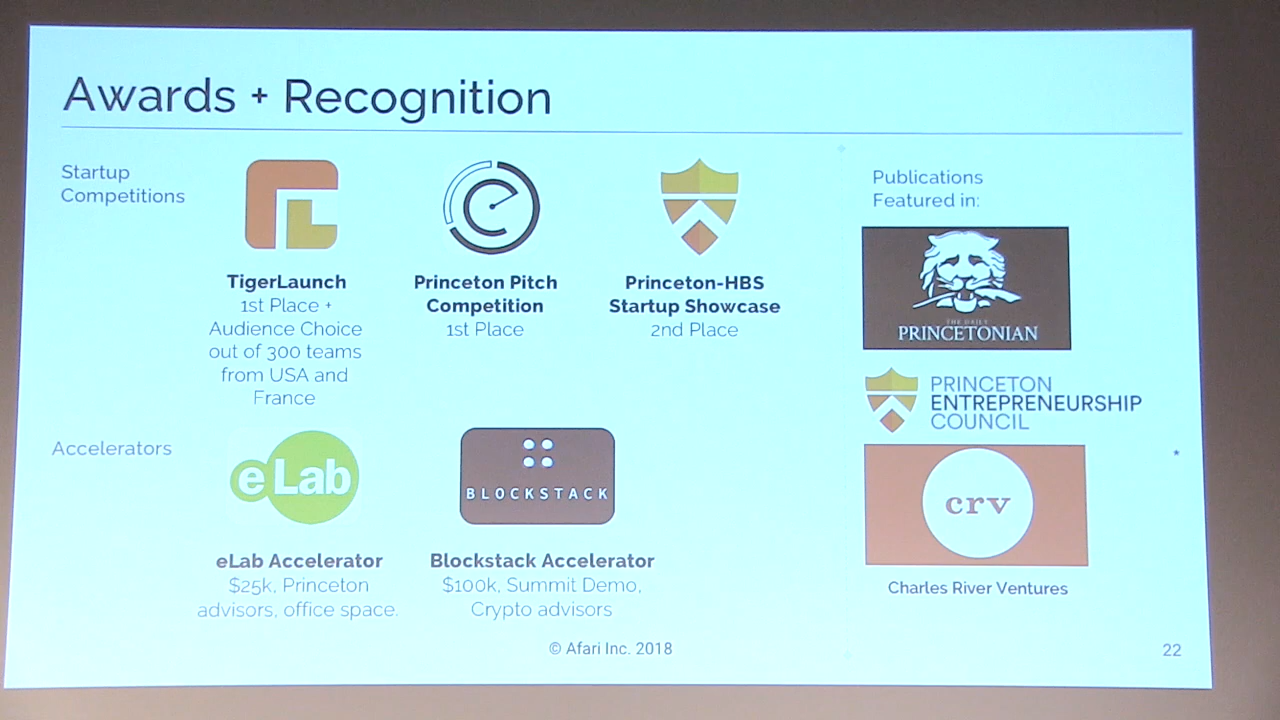 Awards + Recognition
Startup
Competitions
TigerLaunch
1st Place +
Audience Choice
out of 300 teams
from USA and
France
Princeton Pitch
Competition
1st Place
Princeton-HBS
Startup Showcase
2nd Place
Publications
Featured in:
THE DAILY
PRINCETONIAN
PRINCETON
ENTREPRENEURSHIP
COUNCIL
crv
Charles River Ventures
Accelerators
eLab
eLab Accelerator
$25k, Princeton
advisors, office space.
BLOCKSTACK
Blockstack Accelerator
$100k, Summit Demo,
Crypto advisors
© Afari Inc. 2018
22